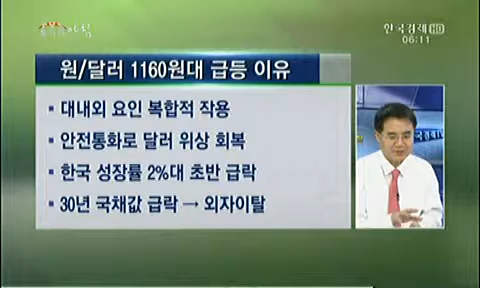 한국경제 HD
06:11
원/달러 1160원대 급등 이유
▪ 대내외 요인 복합적 작용
▪ 안전통화로 달러 위상 회복
▪ 한국 성장률 2%대 초반 급락
▪ 30년 국채값 급락 → 외자이탈